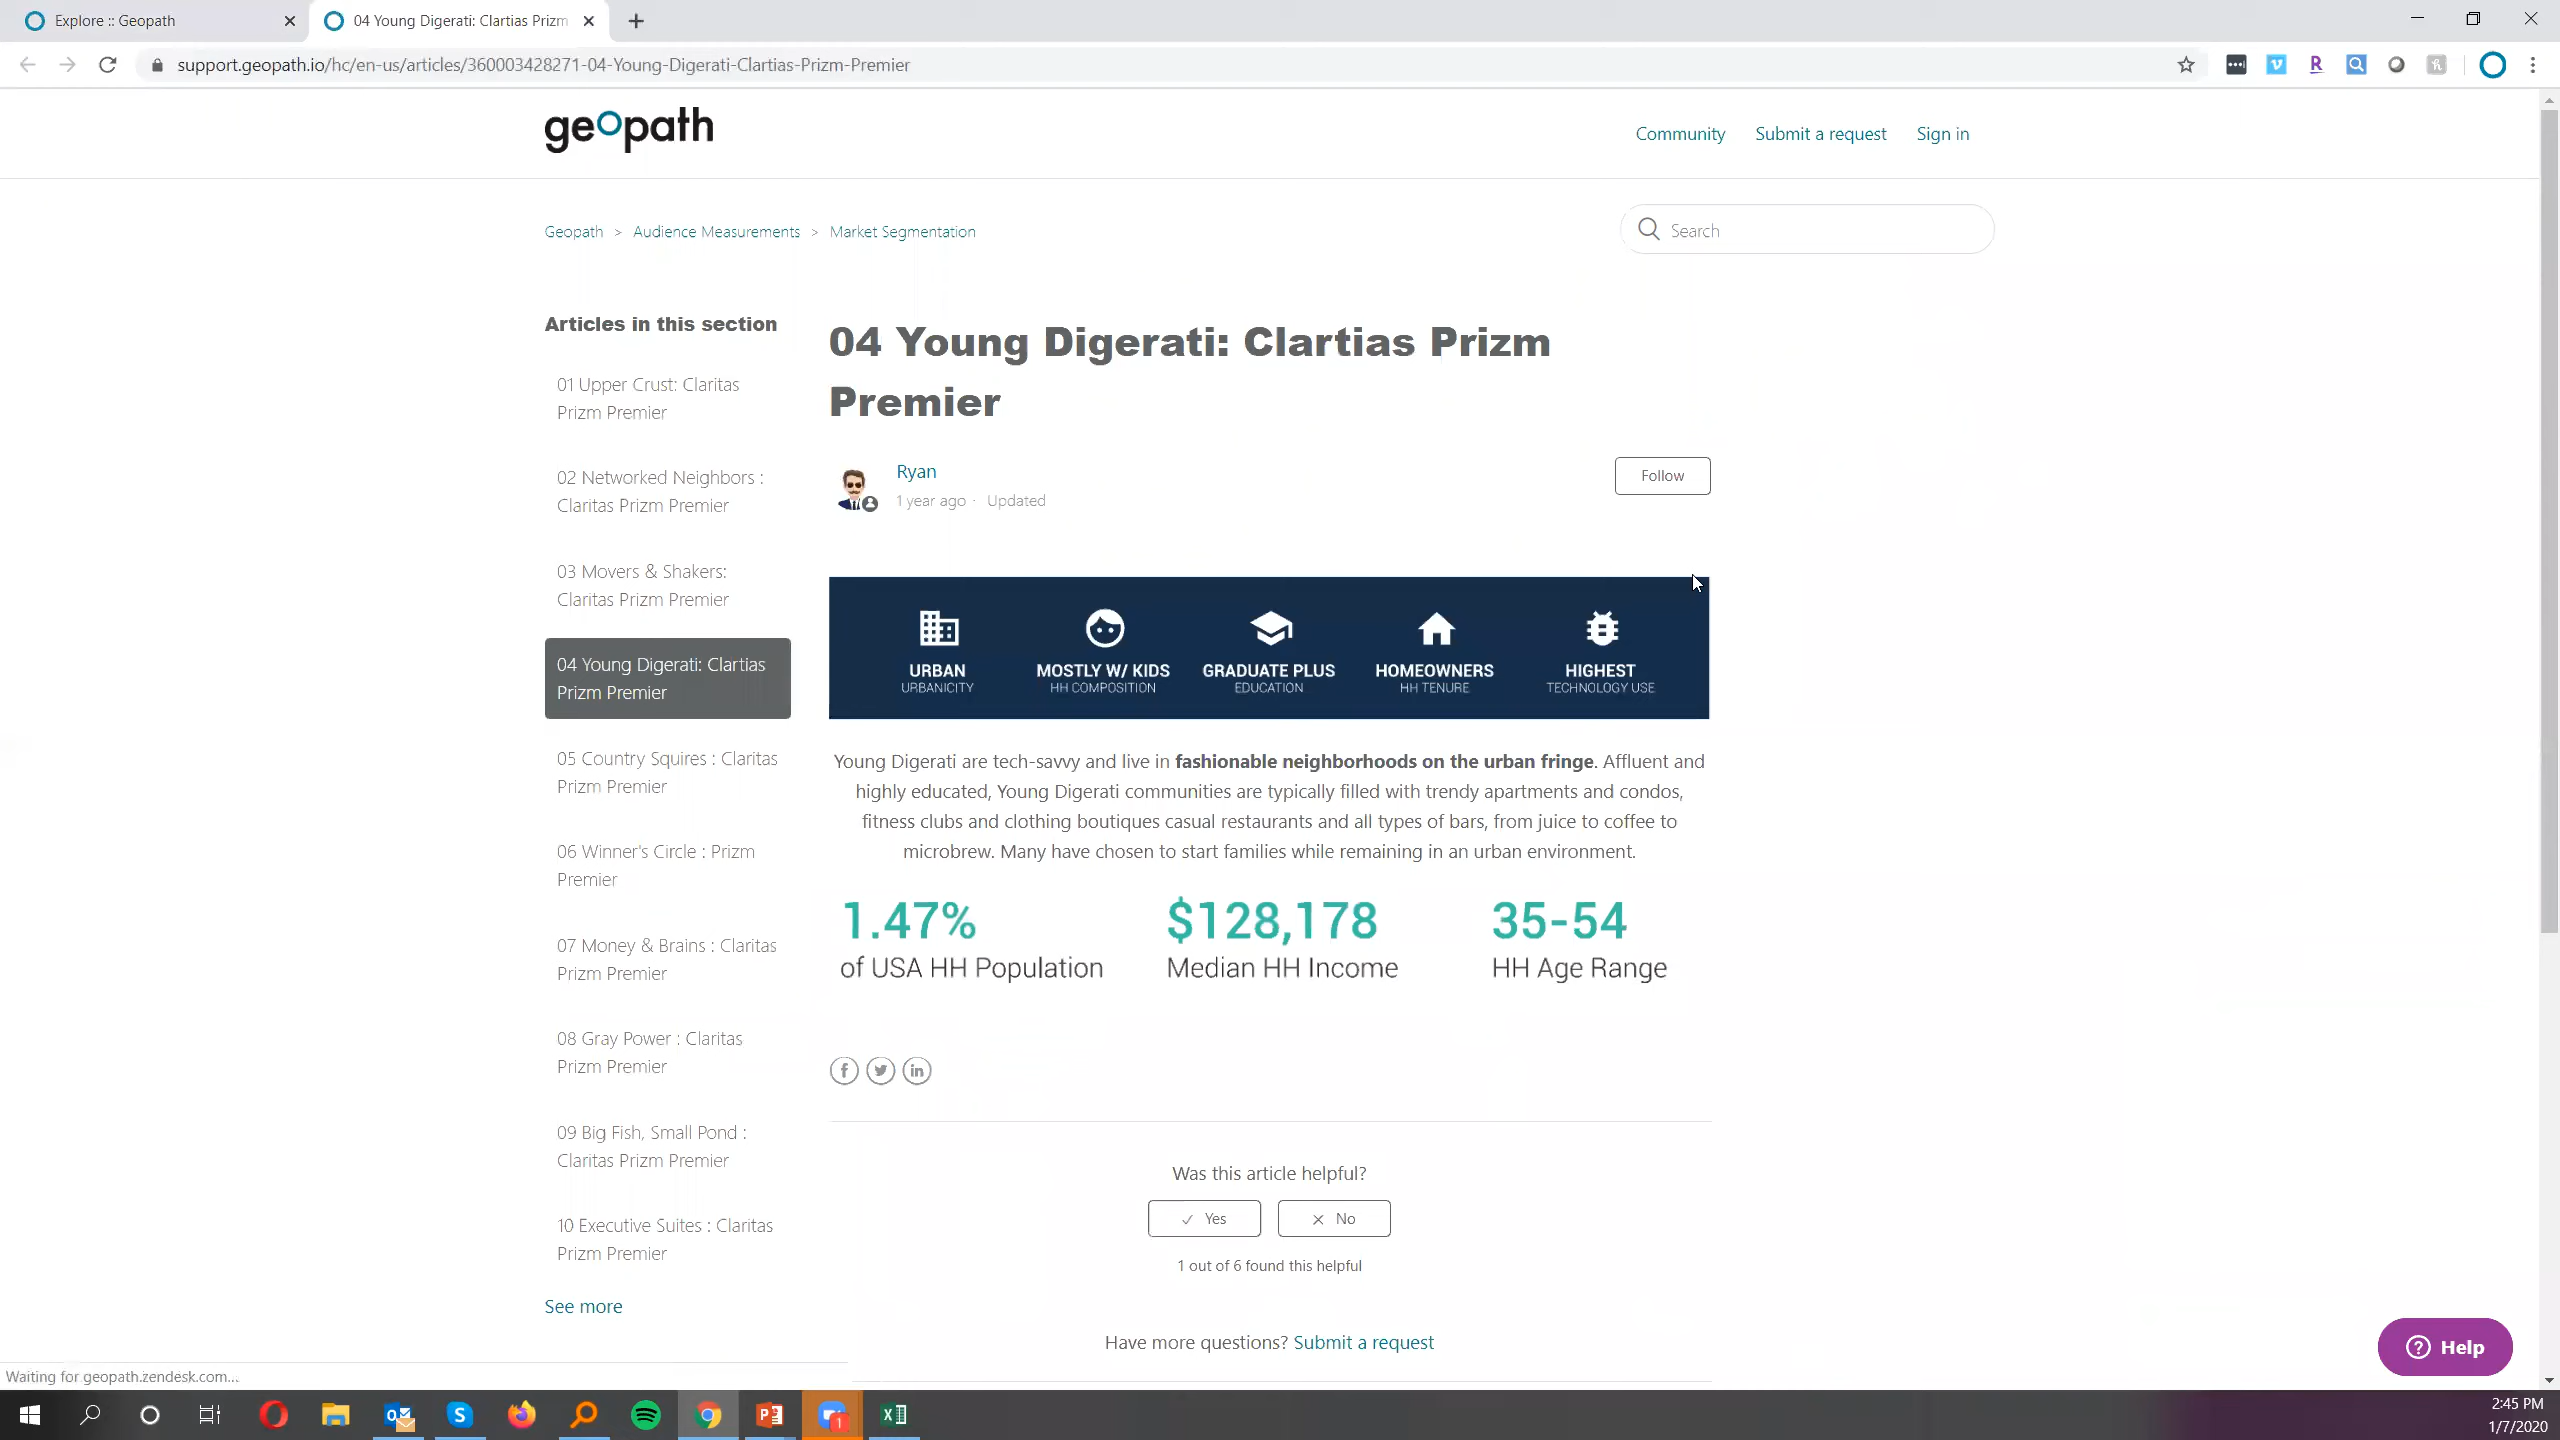 Explore :: Geopath
04 Young Digerati: Clartias Prizm
support.geopath.io/hc/en-us/articles/360003428271-04-Young-Digerati-Clartias-Prizm-Premier
geopath
Community
Submit a request
Sign in
Geopath > Audience Measurements > Market Segmentation
Search
Articles in this section
01 Upper Crust: Claritas
Prizm Premier
02 Networked Neighbors :
Claritas Prizm Premier
03 Movers & Shakers:
Claritas Prizm Premier
04 Young Digerati: Clartias
Prizm Premier
05 Country Squires : Claritas
Prizm Premier
06 Winner's Circle : Prizm
Premier
07 Money & Brains : Claritas
Prizm Premier
08 Gray Power : Claritas
Prizm Premier
09 Big Fish, Small Pond :
Claritas Prizm Premier
10 Executive Suites : Claritas
Prizm Premier
See more
04 Young Digerati: Clartias Prizm
Premier
Ryan
1 year ago · Updated
Follow
URBAN
URBANICITY
MOSTLY W/ KIDS
HH COMPOSITION
GRADUATE PLUS
EDUCATION
HOMEOWNERS
HH TENURE
HIGHEST
TECHNOLOGY USE
Young Digerati are tech-savvy and live in fashionable neighborhoods on the urban fringe. Affluent and
highly educated, Young Digerati communities are typically filled with trendy apartments and condos,
fitness clubs and clothing boutiques casual restaurants and all types of bars, from juice to coffee to
microbrew. Many have chosen to start families while remaining in an urban environment.
1.47%
of USA HH Population
$128,178
Median HH Income
35-54
HH Age Range
Was this article helpful?
Yes
No
1 out of 6 found this helpful
Have more questions? Submit a request
Help
Waiting for geopath.zendesk.com...
2:45 PM
1/7/2020